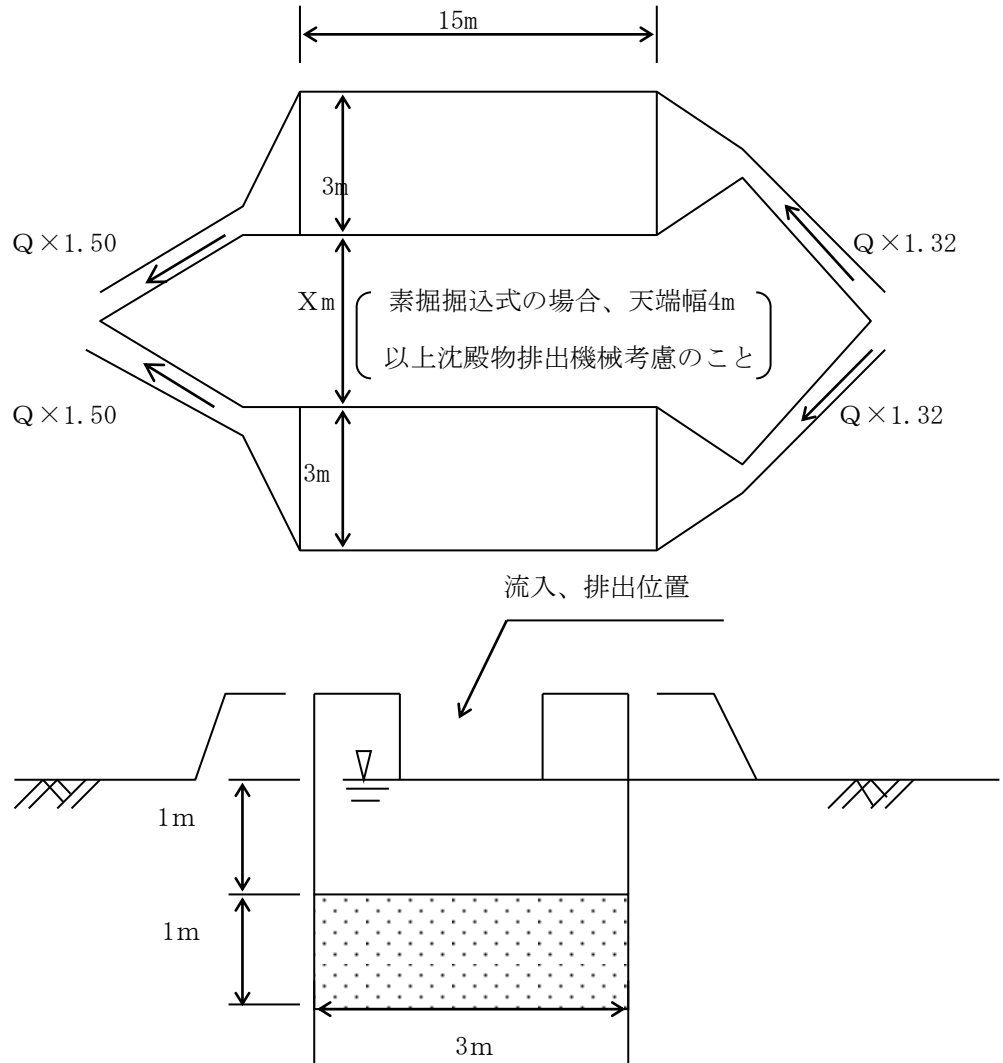 15m
3m
Q×1.50
Q×1.32
Xm
素掘掘込式の場合、天端幅4m
以上沈殿物排出機械考慮のこと
Q×1.50
Q×1.32
3m
流入、排出位置
1m
1m
3m